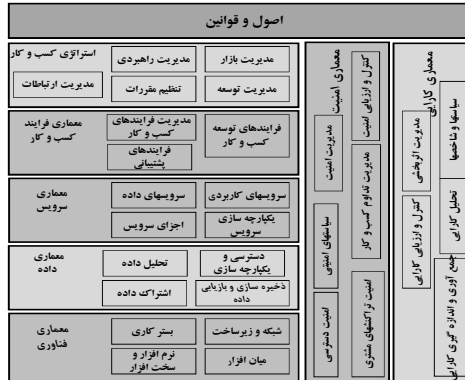 اصول و قوانین
استراتژی کسب و کار
مدیریت بازار
مدیریت راهبردی
مدیریت ارتباطات
مدیریت توسعه
تنظیم مقررات
معماری فرایند
کسب و کار
فرایندهای توسعه
کسب و کار
مدیریت فرایندهای
کسب و کار
فرایندهای
پشتیبانی
معماری
سرویس
سرویسهای کاربردی
سرویسهای داده
یکپارچه سازی
سرویس
اجزای سرویس
معماری
داده
دسترسی و
یکپارچه سازی
تحلیل داده
ذخیره سازی و بازیابی
داده
اشتراک داده
معماری
فناوری
شبکه و زیرساخت
بستر کاری
میان افزار
نرم افزار و
سخت افزار
معماری امنیت
کنترل و ارزیابی امنیت
مدیریت امنیت
مدیریت تداوم کسب و کار
سیاستهای امنیتی
امنیت تراکنشهای مشتری
امنیت دسترسی
معماری کارایی
سیاستها و شاخصها
مدیریت اثربخشی
تحلیل کارایی
کنترل و ارزیابی کارایی
جمع آوری و اندازه گیری کارایی